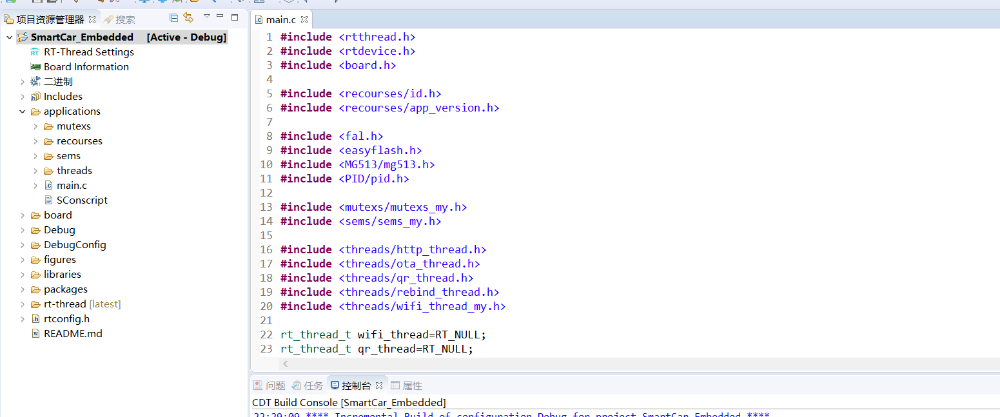 项目资源管理器
搜索
SmartCar_Embedded [Active - Debug]
RT-Thread Settings
Board Information
二进制
Includes
applications
mutexs
recourses
sems
threads
main.c
SConscript
board
Debug
DebugConfig
figures
libraries
packages
rt-thread [latest]
rtconfig.h
README.md
main.c
1 #include <rtthread.h>
2 #include <rtdevice.h>
3 #include <board.h>
4
5 #include <recourses/id.h>
6 #include <recourses/app_version.h>
7
8 #include <fal.h>
9 #include <easyflash.h>
10 #include <MG513/mg513.h>
11 #include <PID/pid.h>
12
13 #include <mutexs/mutexs_my.h>
14 #include <sems/sems_my.h>
15
16 #include <threads/http_thread.h>
17 #include <threads/ota_thread.h>
18 #include <threads/qr_thread.h>
19 #include <threads/rebind_thread.h>
20 #include <threads/wifi_thread_my.h>
21
22 rt_thread_t wifi_thread=RT_NULL;
23 rt_thread_t qr_thread=RT_NULL;
问题 任务 控制台 属性
CDT Build Console [SmartCar_Embedded]
22:29:09 **** Incremental Build of configuration Debug for project SmartCar_Embedded ****